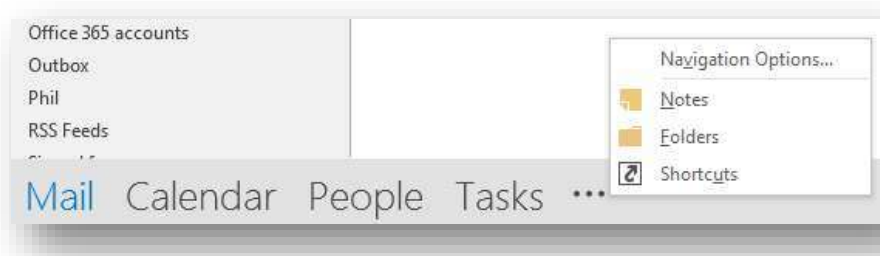 Office 365 accounts
Outbox
Phil
RSS Feeds
Navigation Options...
Notes
Folders
Shortcuts
Mail Calendar People Tasks •••